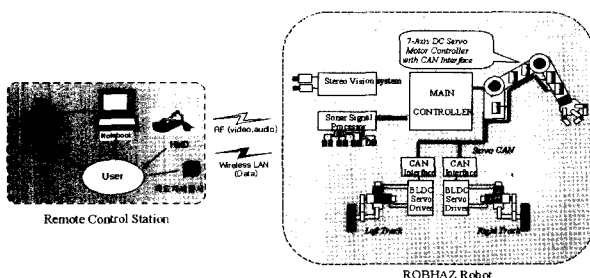 7-Axis DC Servo
Motor Controller
with CAN Interface
Stereo Vision system
MAIN
CONTROLLER
Sonar Signal
Processor
Notebook
HMD
User
RF (video,audio)
Wireless LAN
(Data)
Servo CAN
CAN
Interface
CAN
Interface
BLDC
Servo
Driver
BLDC
Servo
Driver
Left Track
Right Track
Remote Control Station
ROBHAZ Robot